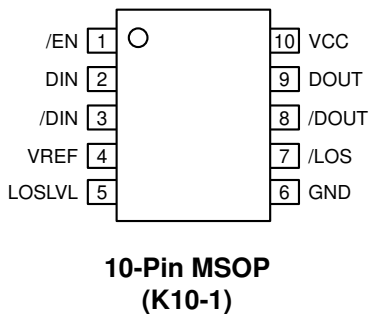 /EN 1 10 VCC
DIN 2 9 DOUT
/DIN 3 8 /DOUT
VREF 4 7 /LOS
LOSLVL 5 6 GND
10-Pin MSOP
(K10-1)